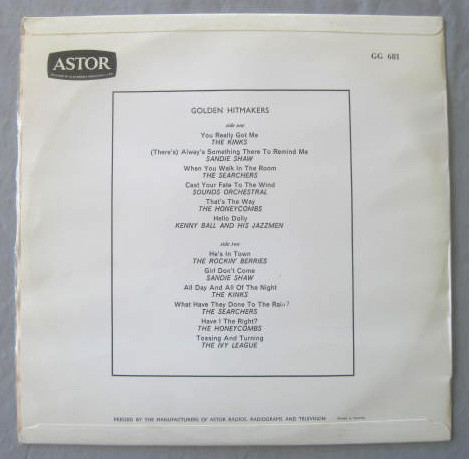 ASTOR
GG 681
GOLDEN HITMAKERS
side one
You Really Got Me
THE KINKS
(There's) Alway's Something There To Remind Me
SANDIE SHAW
When You Walk In The Room
THE SEARCHERS
Cast Your Fate To The Wind
SOUNDS ORCHESTRAL
That's The Way
THE HONEYCOMBS
Hello Dolly
KENNY BALL AND HIS JAZZMEN
side two
He's In Town
THE ROCKIN' BERRIES
Girl Don't Come
SANDIE SHAW
All Day And All Of The Night
THE KINKS
What Have They Done To The Rain?
THE SEARCHERS
Have I The Right?
THE HONEYCOMBS
Tossing And Turning
THE IVY LEAGUE
PRESSED BY THE MANUFACTURERS OF ASTOR RADIOS, RADIOGRAMS AND TELEVISION